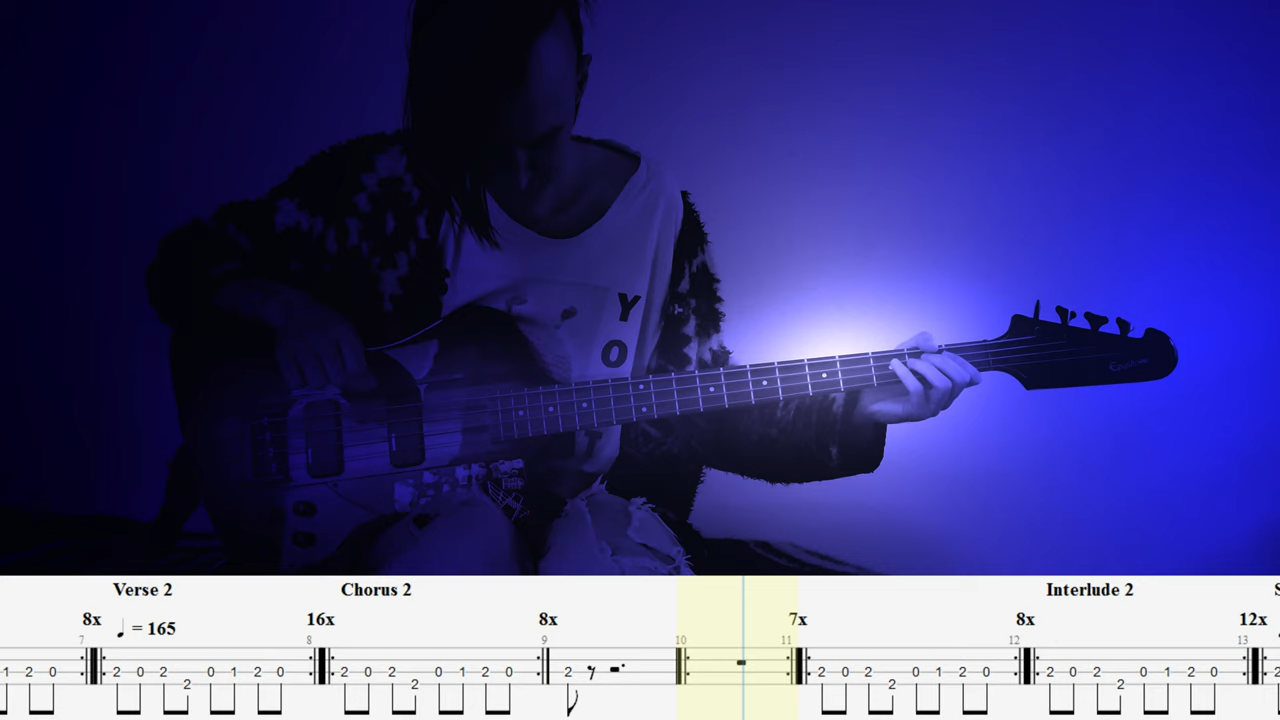 Y
O
Verse 2
Chorus 2
Interlude 2
8x
16x
8x
7x
8x
12x
♩ = 165
7
8
9
10
11
12
13
1 2 0 2 0 2 2 0 1 2 0 2 0 2 2 0 1 2 0 2 2 0 2 2 0 1 2 0 2 0 2 2 0 1 2 0 2